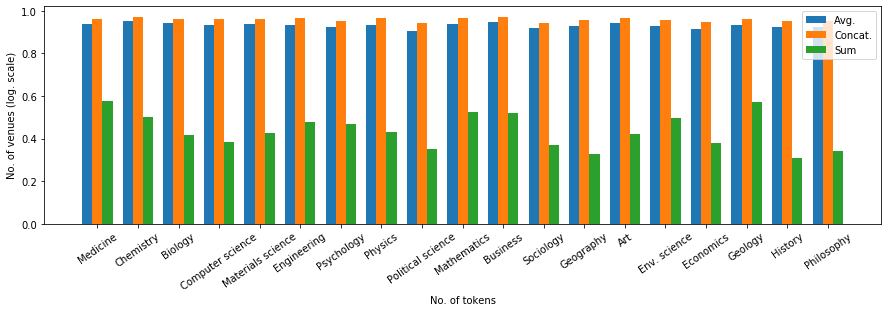 No. of venues (log. scale)
1.0
0.8
0.6
0.4
0.2
0.0
Avg.
Concat.
Sum
Medicine
Chemistry
Biology
Computer science
Materials science
Engineering
Psychology
Physics
Political science
Mathematics
Business
Sociology
Geography
Art
Env. science
Economics
Geology
History
Philosophy
No. of tokens